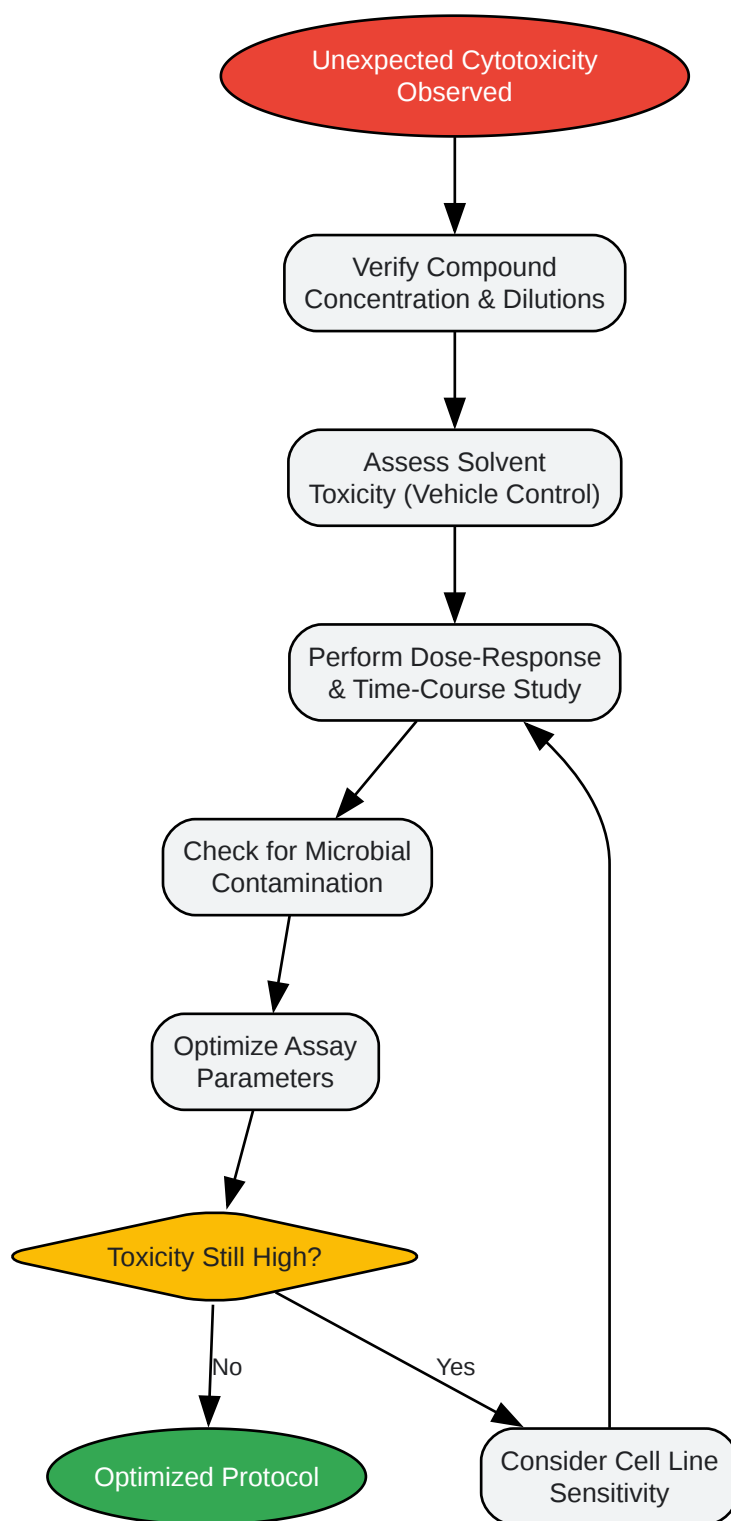 Unexpected Cytotoxicity
Observed
Verify Compound
Concentration & Dilutions
Assess Solvent
Toxicity (Vehicle Control)
Perform Dose-Response
& Time-Course Study
Check for Microbial
Contamination
Optimize Assay
Parameters
Toxicity Still High?
No
Yes
Optimized Protocol
Consider Cell Line
Sensitivity